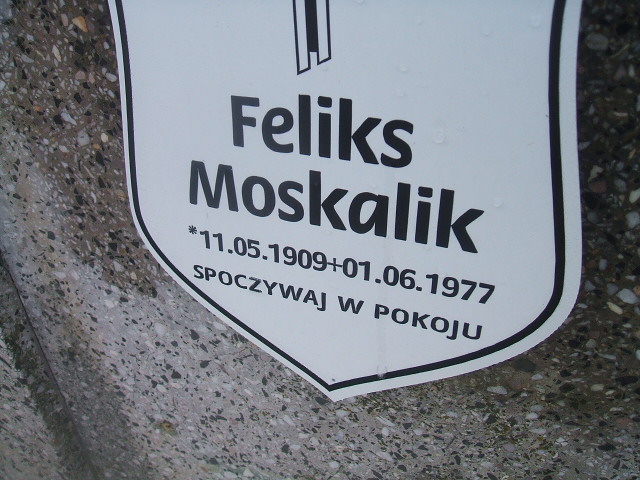 Feliks
Moskalik
*11.05.1909+01.06.1977
SPOCZYWAJ W POKOJU